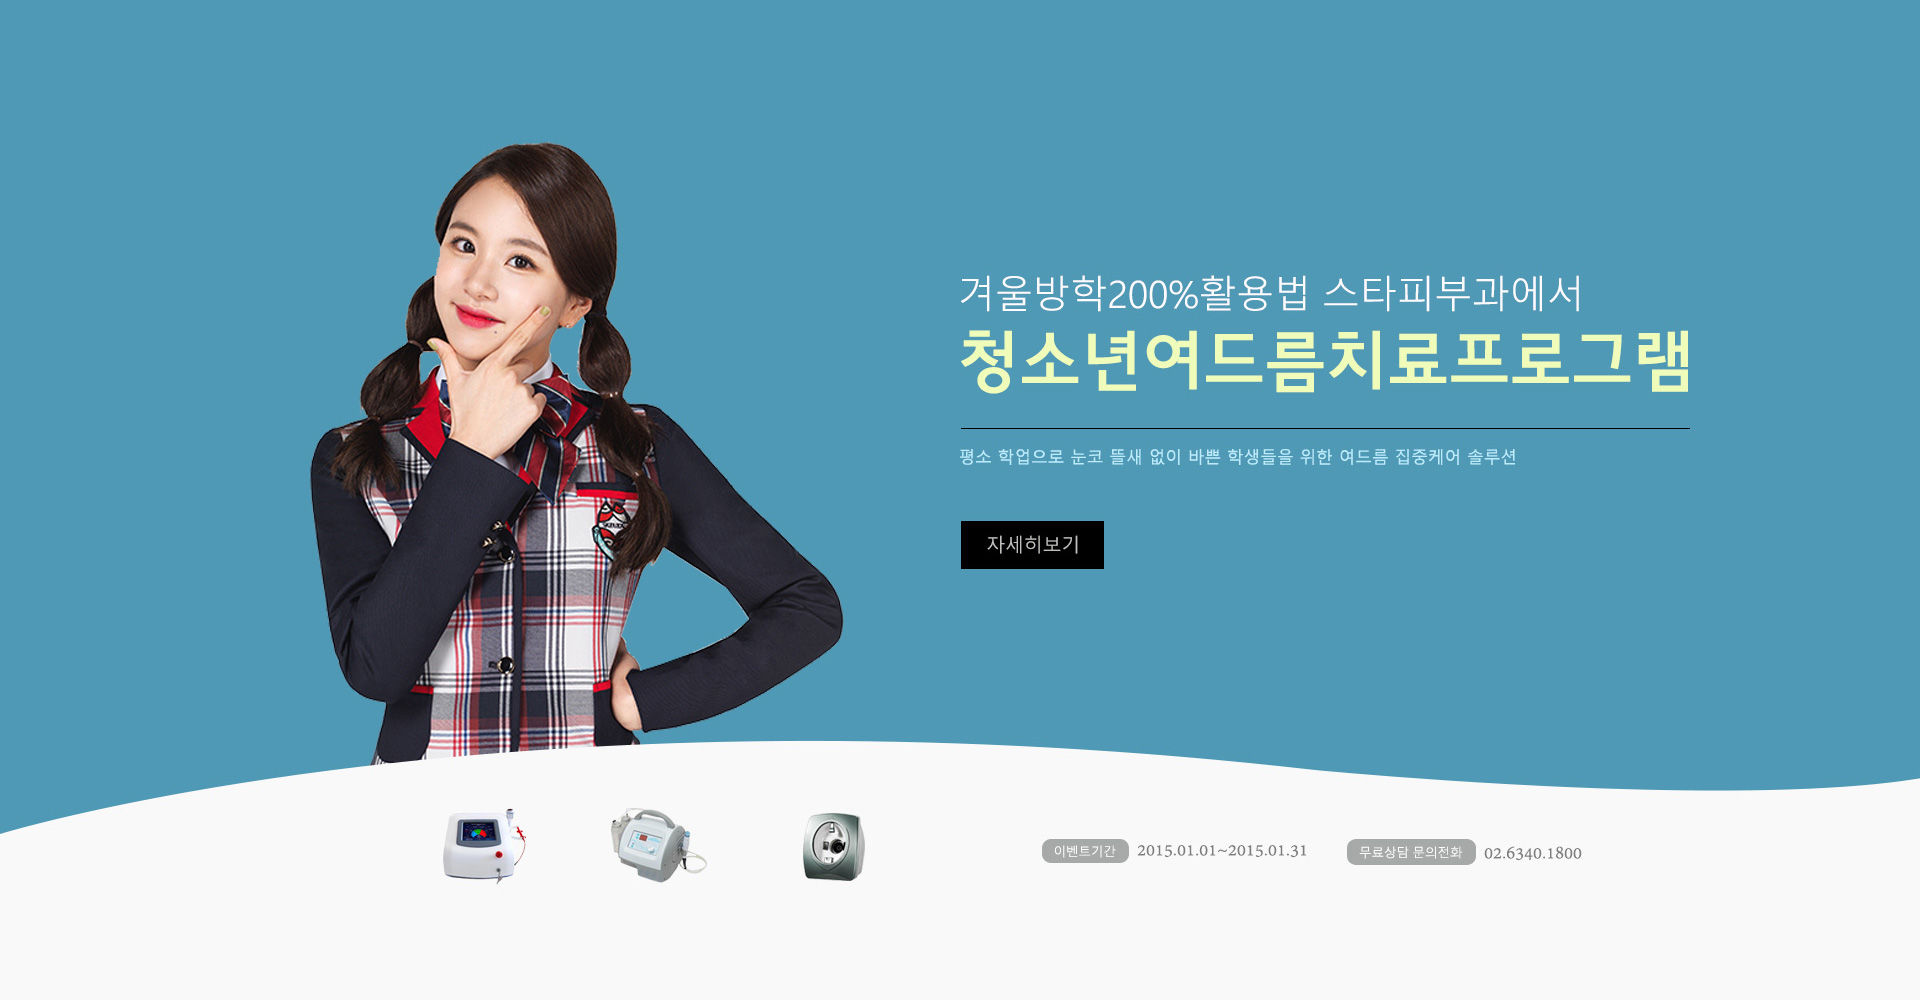 겨울방학200%활용법 스타피부과에서
청소년여드름치료프로그램
평소 학업으로 눈코 뜰새 없이 바쁜 학생들을 위한 여드름 집중케어 솔루션
자세히보기
이벤트기간 2015.01.01~2015.01.31
무료상담 문의전화 02.6340.1800